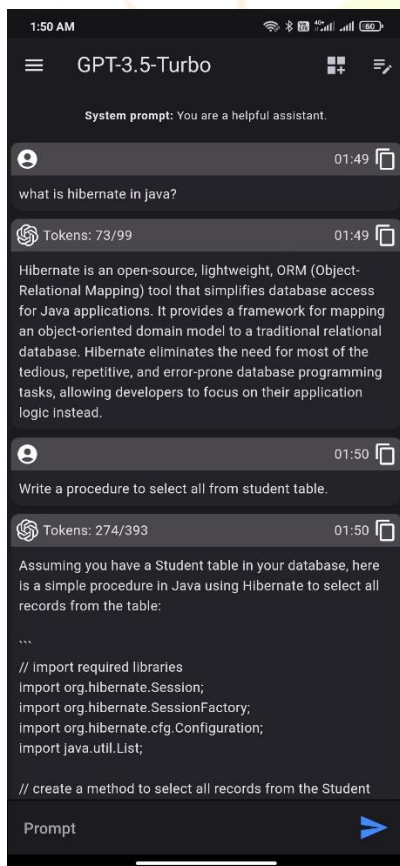 1:50 AM
4G+
60
GPT-3.5-Turbo
System prompt: You are a helpful assistant.
01:49
what is hibernate in java?
Tokens: 73/99
01:49
Hibernate is an open-source, lightweight, ORM (Object-
Relational Mapping) tool that simplifies database access
for Java applications. It provides a framework for mapping
an object-oriented domain model to a traditional relational
database. Hibernate eliminates the need for most of the
tedious, repetitive, and error-prone database programming
tasks, allowing developers to focus on their application
logic instead.
01:50
Write a procedure to select all from student table.
Tokens: 274/393
01:50
Assuming you have a Student table in your database, here
is a simple procedure in Java using Hibernate to select all
records from the table:
```
// import required libraries
import org.hibernate.Session;
import org.hibernate.SessionFactory;
import org.hibernate.cfg.Configuration;
import java.util.List;
// create a method to select all records from the Student
Prompt